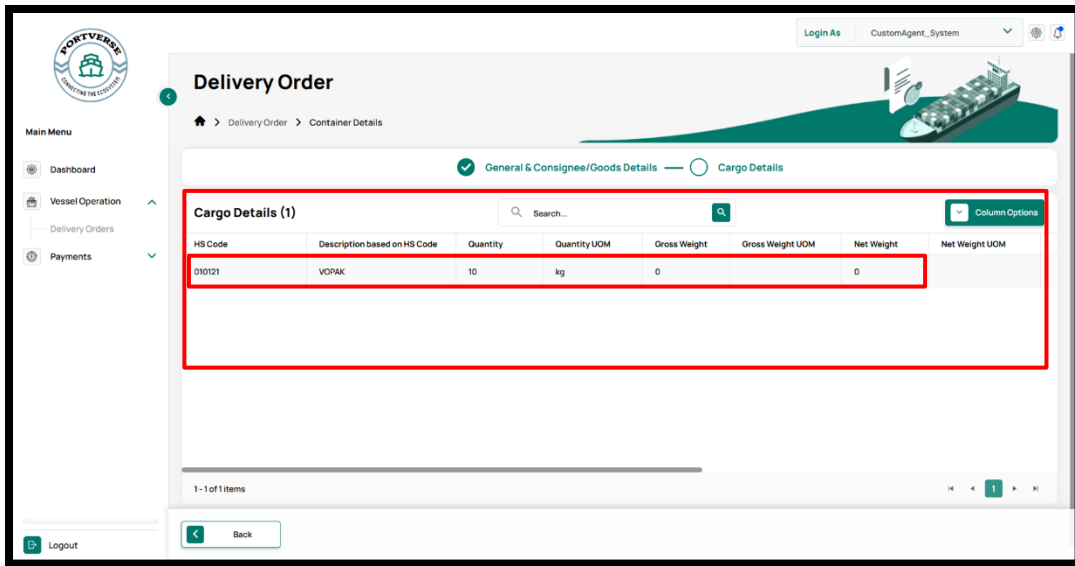 PORTVERSE
CONNECTING THE ECOSYSTEM
Login As CustomAgent_System
Delivery Order
Delivery Order > Container Details
Main Menu
Dashboard
Vessel Operation
Delivery Orders
Payments
General & Consignee/Goods Details Cargo Details
Cargo Details (1) Search... Column Options
HS Code Description based on HS Code Quantity Quantity UOM Gross Weight Gross Weight UOM Net Weight Net Weight UOM
010121 VOPAK 10 kg 0 0
1 - 1 of 1 items 1
Back
Logout